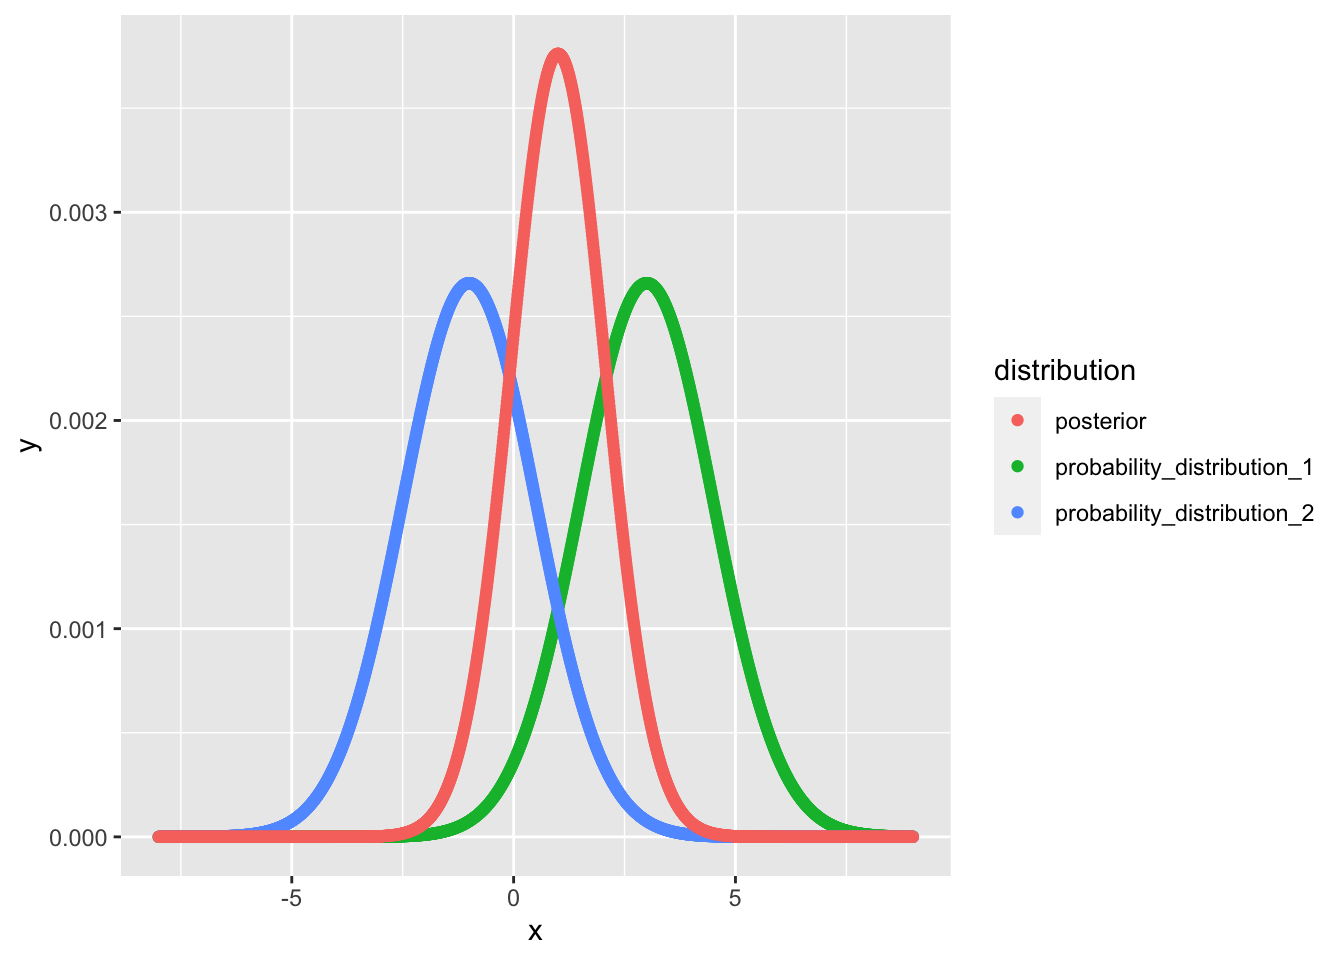 0.003
0.002
0.001
0.000
y
-5
0
5
x
distribution
posterior
probability_distribution_1
probability_distribution_2